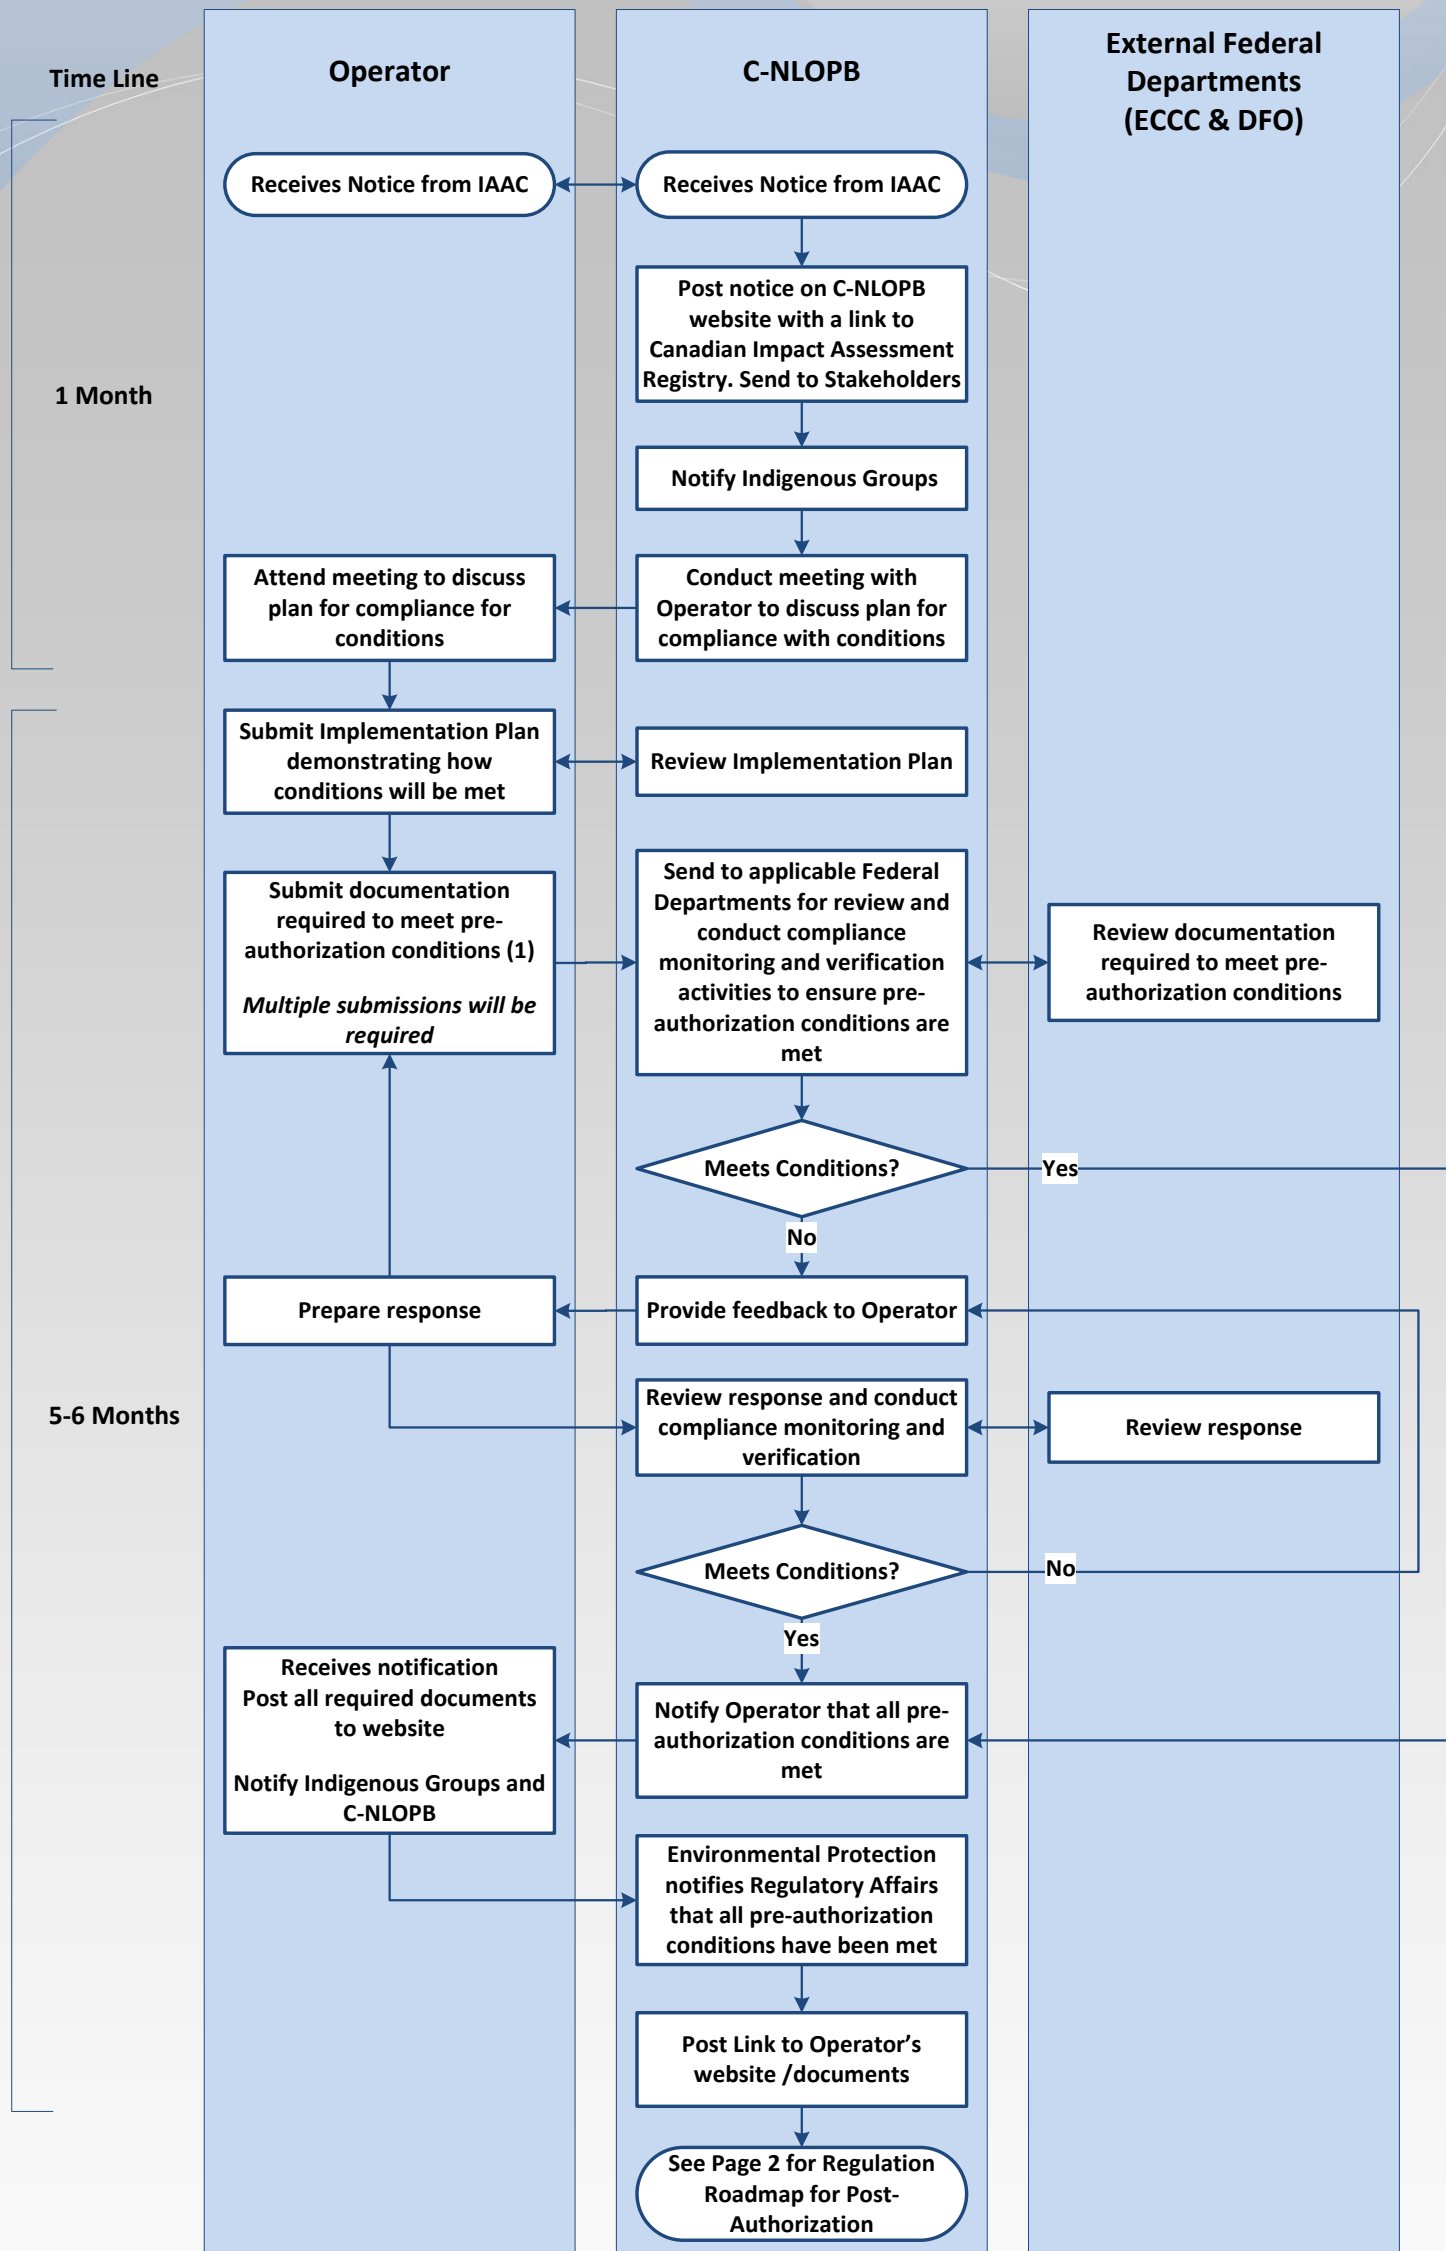 Time Line
Operator
C-NLOPB
External Federal
Departments
(ECCC & DFO)
Receives Notice from IAAC
Receives Notice from IAAC
Post notice on C-NLOPB
website with a link to
Canadian Impact Assessment
Registry. Send to Stakeholders
1 Month
Notify Indigenous Groups
Attend meeting to discuss
plan for compliance for
conditions
Conduct meeting with
Operator to discuss plan for
compliance with conditions
Submit Implementation Plan
demonstrating how
conditions will be met
Review Implementation Plan
Submit documentation
required to meet pre-
authorization conditions (1)
Multiple submissions will be
required
Send to applicable Federal
Departments for review and
conduct compliance
monitoring and verification
activities to ensure pre-
authorization conditions are
met
Review documentation
required to meet pre-
authorization conditions
Meets Conditions?
Yes
No
Prepare response
Provide feedback to Operator
5-6 Months
Review response and conduct
compliance monitoring and
verification
Review response
Meets Conditions?
No
Yes
Receives notification
Post all required documents
to website
Notify Indigenous Groups and
C-NLOPB
Notify Operator that all pre-
authorization conditions are
met
Environmental Protection
notifies Regulatory Affairs
that all pre-authorization
conditions have been met
Post Link to Operator’s
website /documents
See Page 2 for Regulation
Roadmap for Post-
Authorization